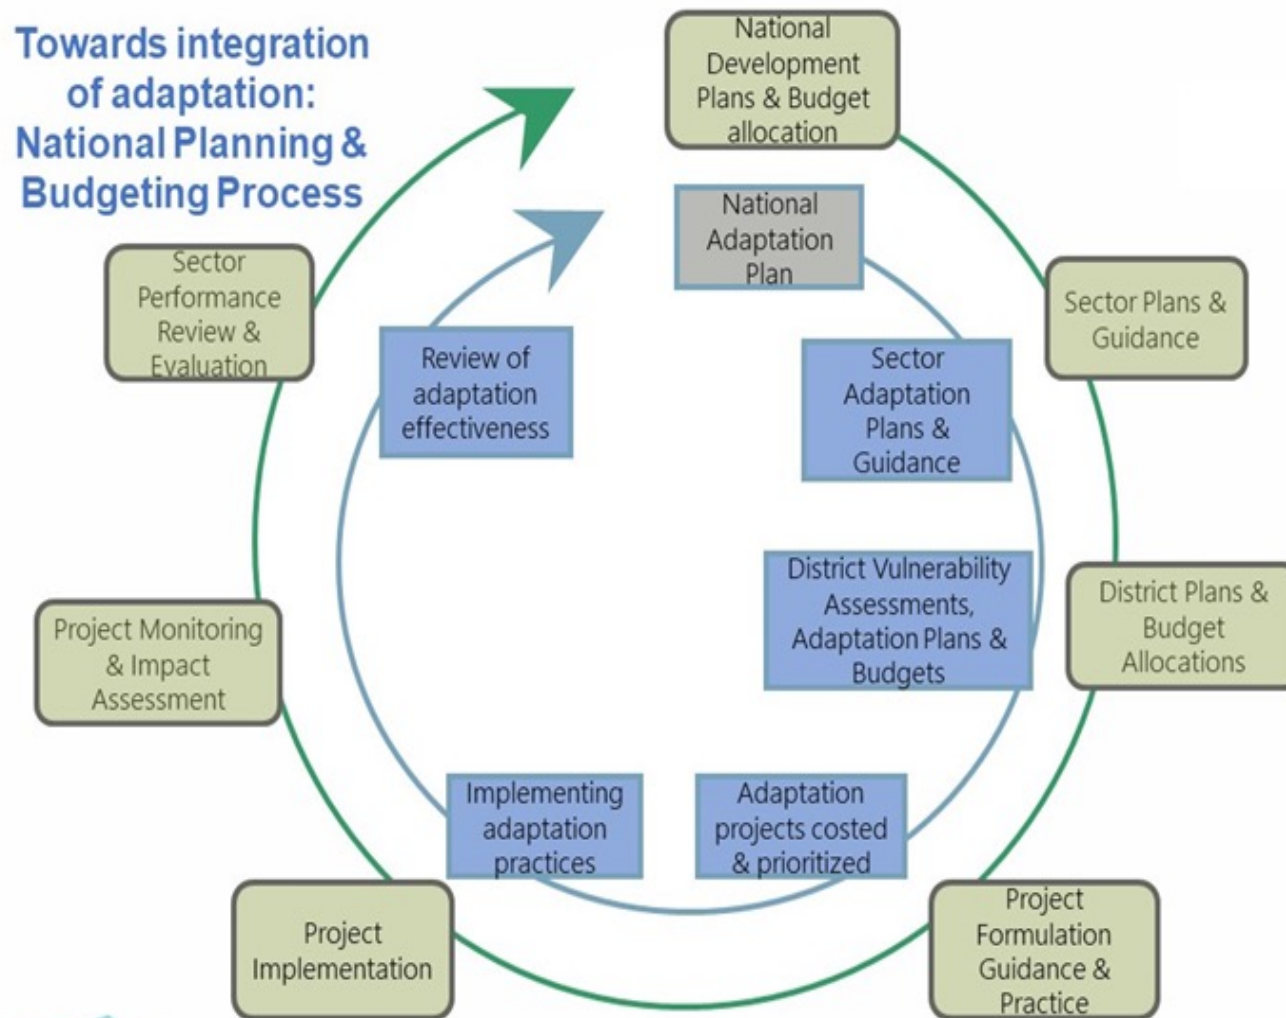 Towards integration
of adaptation:
National Planning &
Budgeting Process
National
Development
Plans & Budget
allocation
National
Adaptation
Plan
Sector Plans &
Guidance
Sector
Adaptation
Plans &
Guidance
District Plans &
Budget
Allocations
District Vulnerability
Assessments,
Adaptation Plans &
Budgets
Project
Formulation
Guidance &
Practice
Adaptation
projects costed
& prioritized
Project
Implementation
Implementing
adaptation
practices
Project Monitoring
& Impact
Assessment
Sector
Performance
Review &
Evaluation
Review of
adaptation
effectiveness